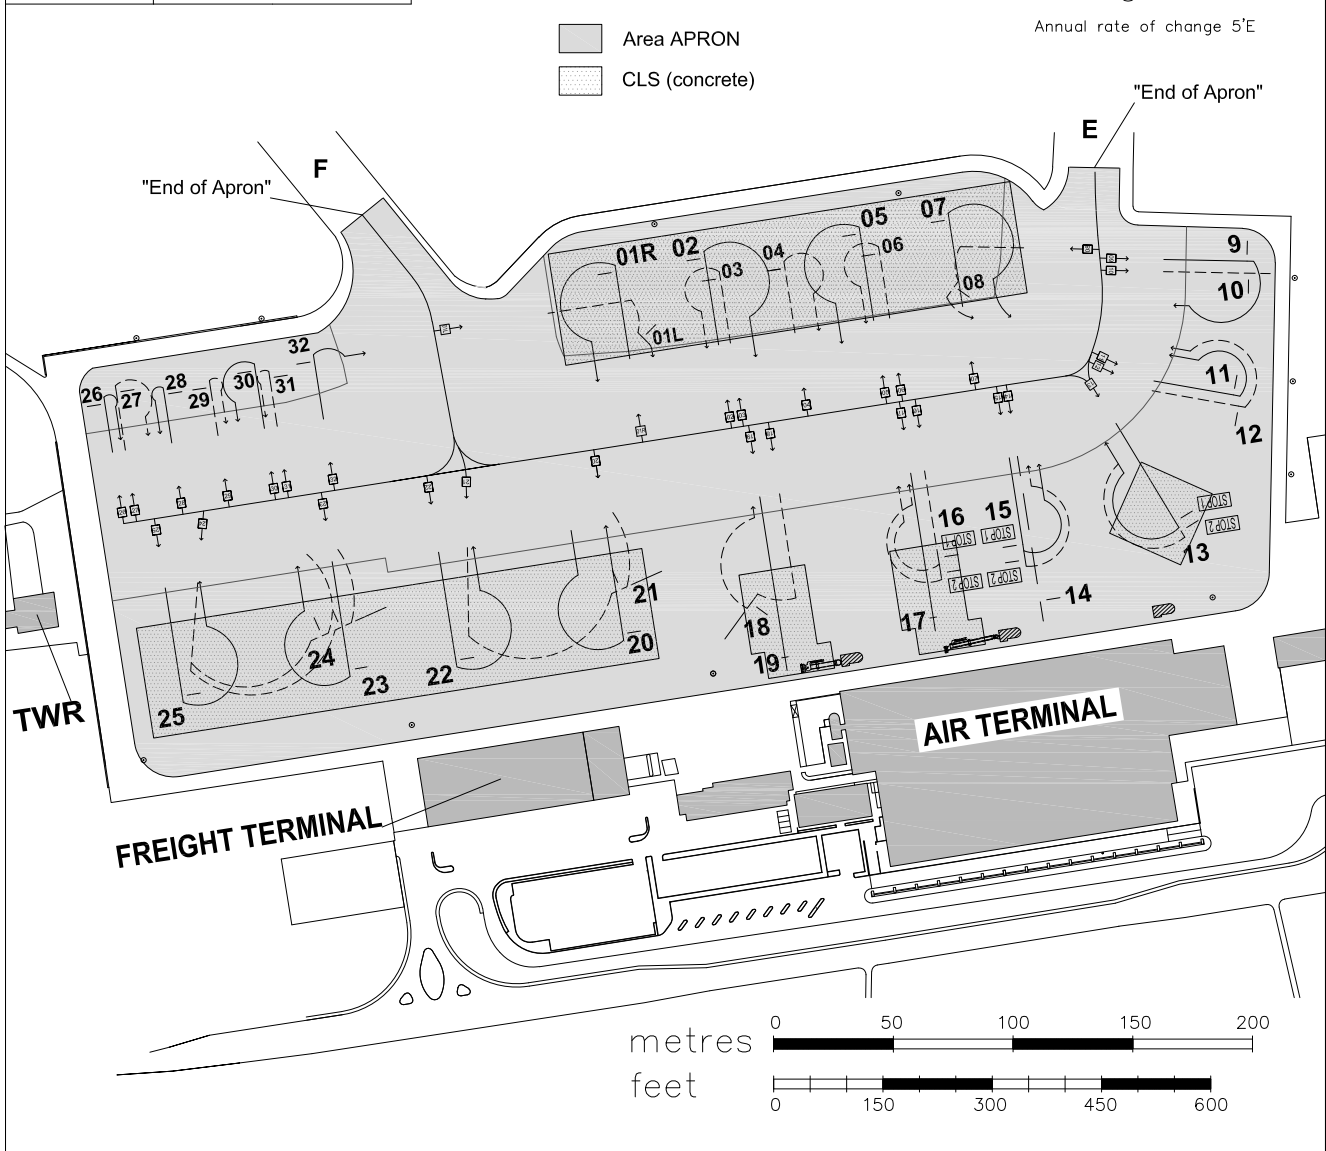 Annual rate of change 5'E
Area APRON
CLS (concrete)
"End of Apron"
E
F
"End of Apron"
07
05
01R
02
04
06
03
08
01L
9
10
11
12
32
26
27
28
29
30
31
16
15
STOP 1
STOP 1
STOP 1
STOP 2
STOP 2
STOP 2
13
14
21
18
17
20
19
24
22
23
25
TWR
AIR TERMINAL
FREIGHT TERMINAL
metres
0 50 100 150 200
feet
0 150 300 450 600